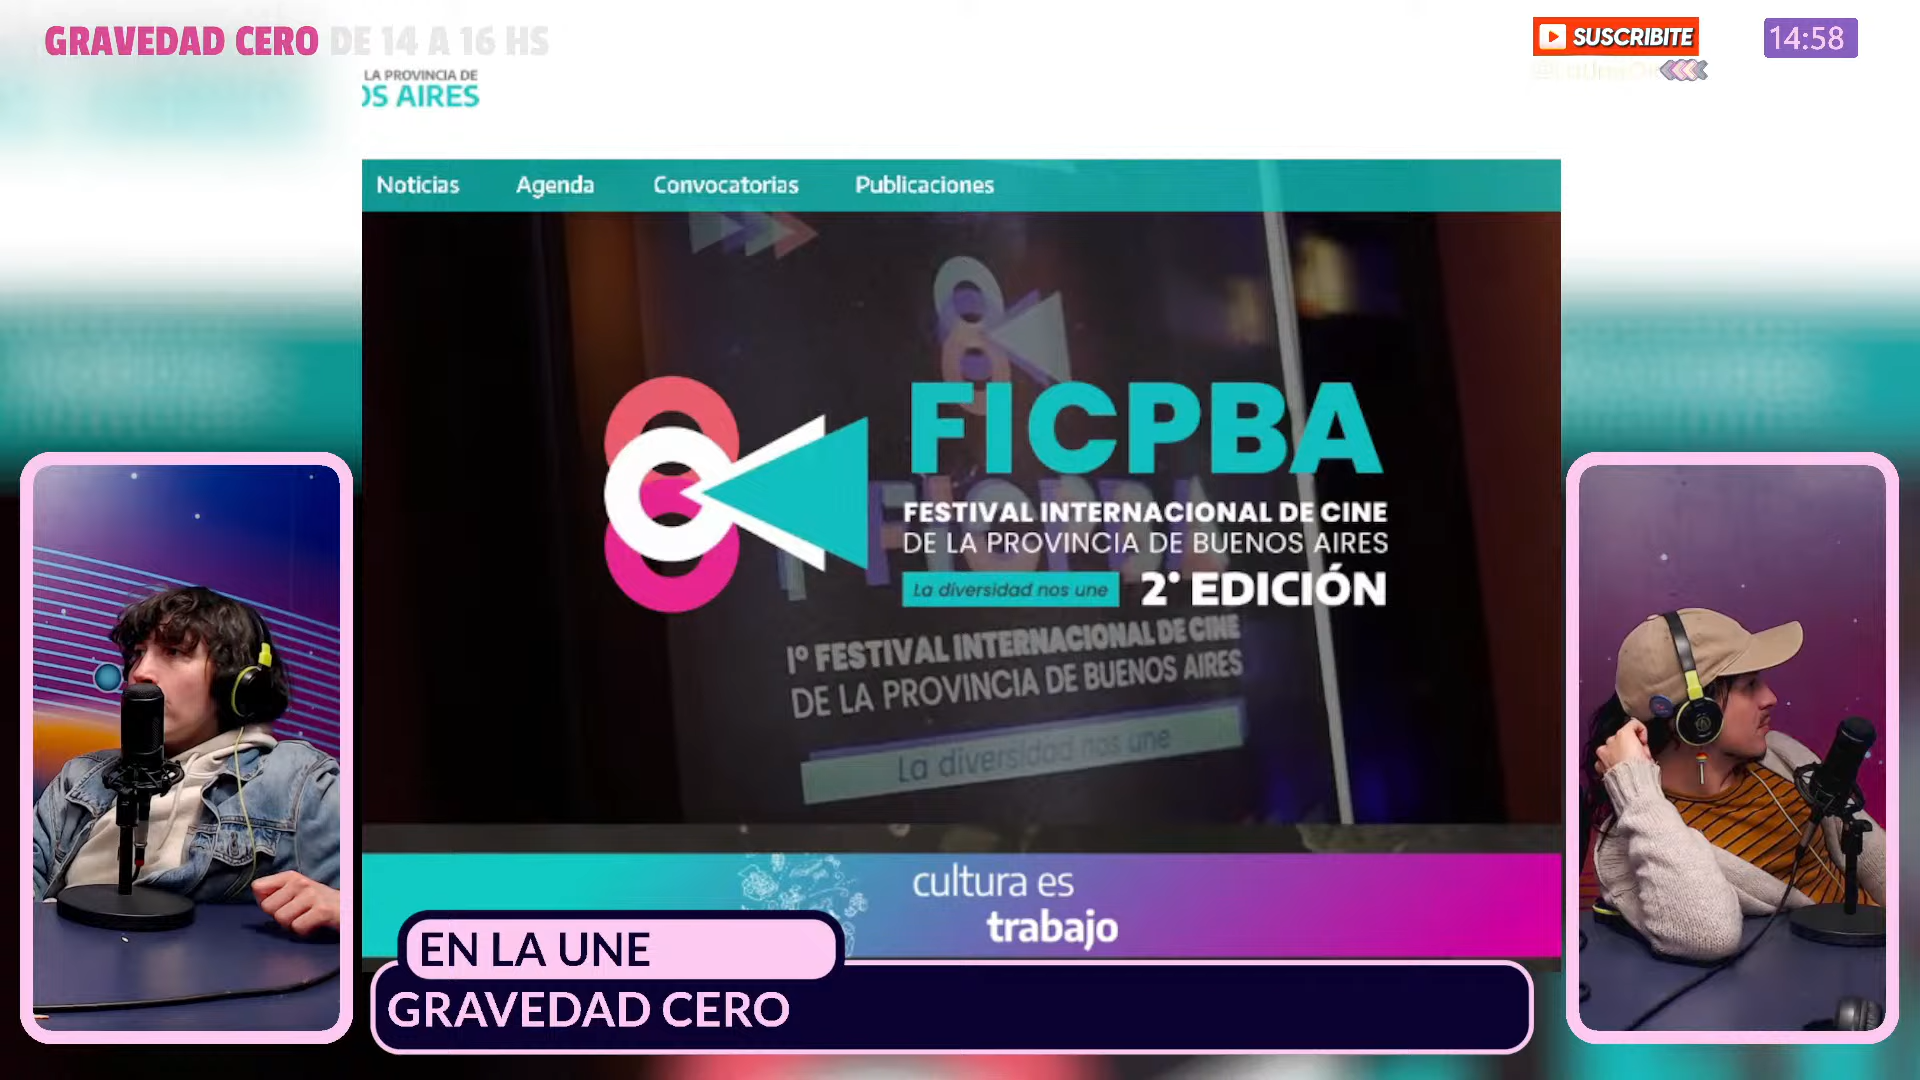 GRAVEDAD CERO DE 14 A 16 HS
SUSCRIBITE
14:58
LA PROVINCIA DE
OS AIRES
Noticias Agenda Convocatorias Publicaciones
FICPBA
FESTIVAL INTERNACIONAL DE CINE
DE LA PROVINCIA DE BUENOS AIRES
La diversidad nos une 2° EDICIÓN
1º FESTIVAL INTERNACIONAL DE CINE
DE LA PROVINCIA DE BUENOS AIRES
La diversidad nos une
cultura es
trabajo
EN LA UNE
GRAVEDAD CERO